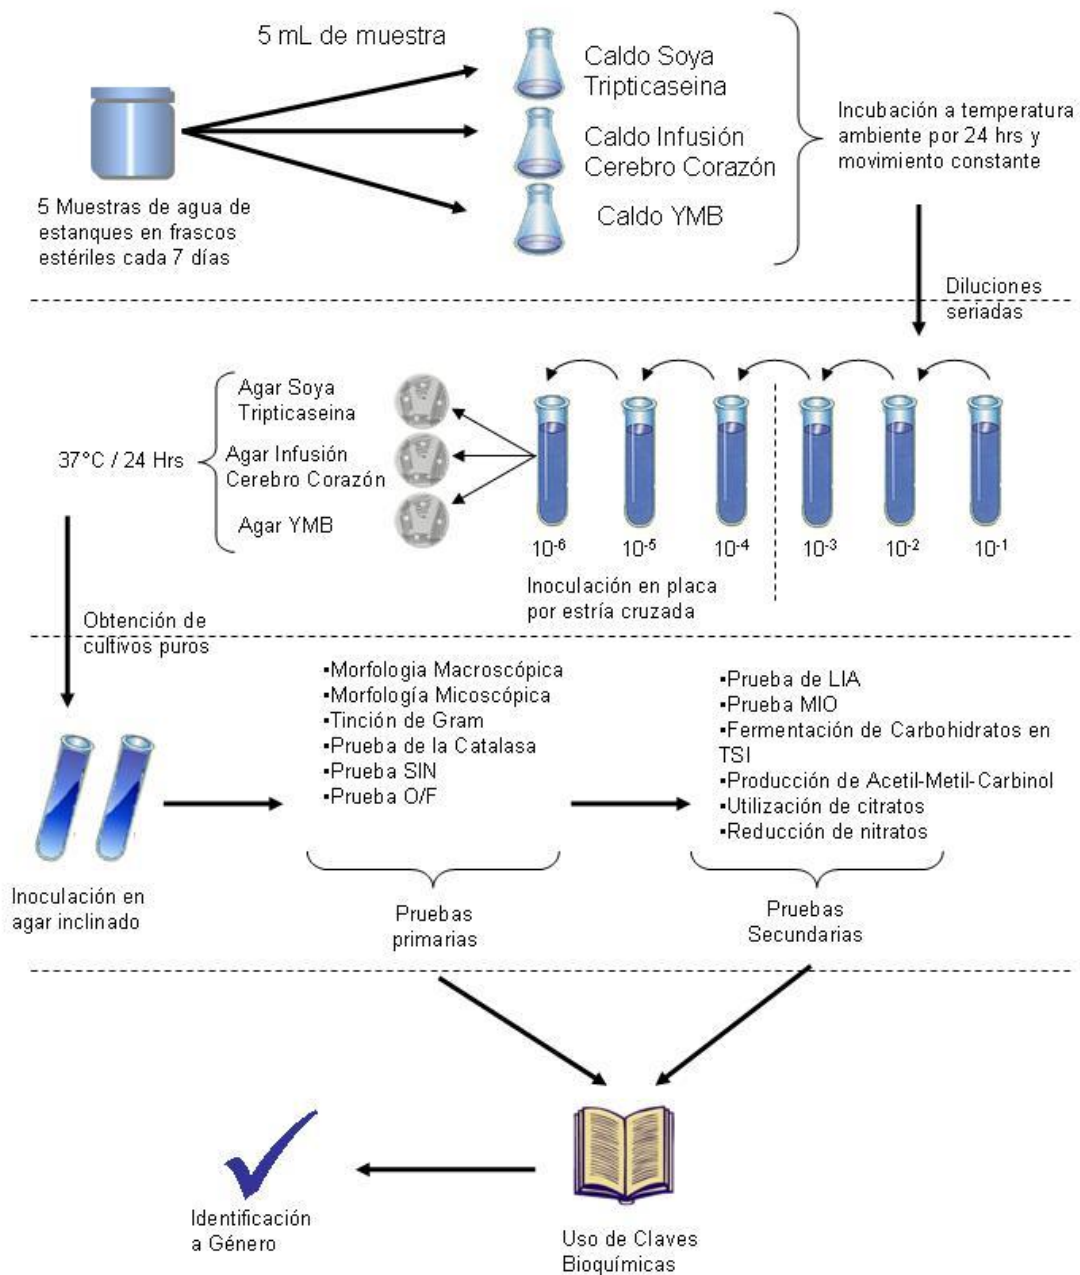 5 mL de muestra
Caldo Soya
Tripticaseina
Caldo Infusión
Cerebro Corazón
Caldo YMB
Incubación a temperatura
ambiente por 24 hrs y
movimiento constante
5 Muestras de agua de
estanques en frascos
estériles cada 7 días
Diluciones
seriadas
37°C / 24 Hrs
Agar Soya
Tripticaseina
Agar Infusión
Cerebro Corazón
Agar YMB
10-6
10-5
10-4
10-3
10-2
10-1
Inoculación en placa
por estría cruzada
Obtención de
cultivos puros
▪Morfologia Macroscópica
▪Morfología Micoscópica
▪Tinción de Gram
▪Prueba de la Catalasa
▪Prueba SIN
▪Prueba O/F
▪Prueba de LIA
▪Prueba MIO
▪Fermentación de Carbohidratos en
TSI
▪Producción de Acetil-Metil-Carbinol
▪Utilización de citratos
▪Reducción de nitratos
Inoculación en
agar inclinado
Pruebas
primarias
Pruebas
Secundarias
Identificación
a Género
Uso de Claves
Bioquímicas